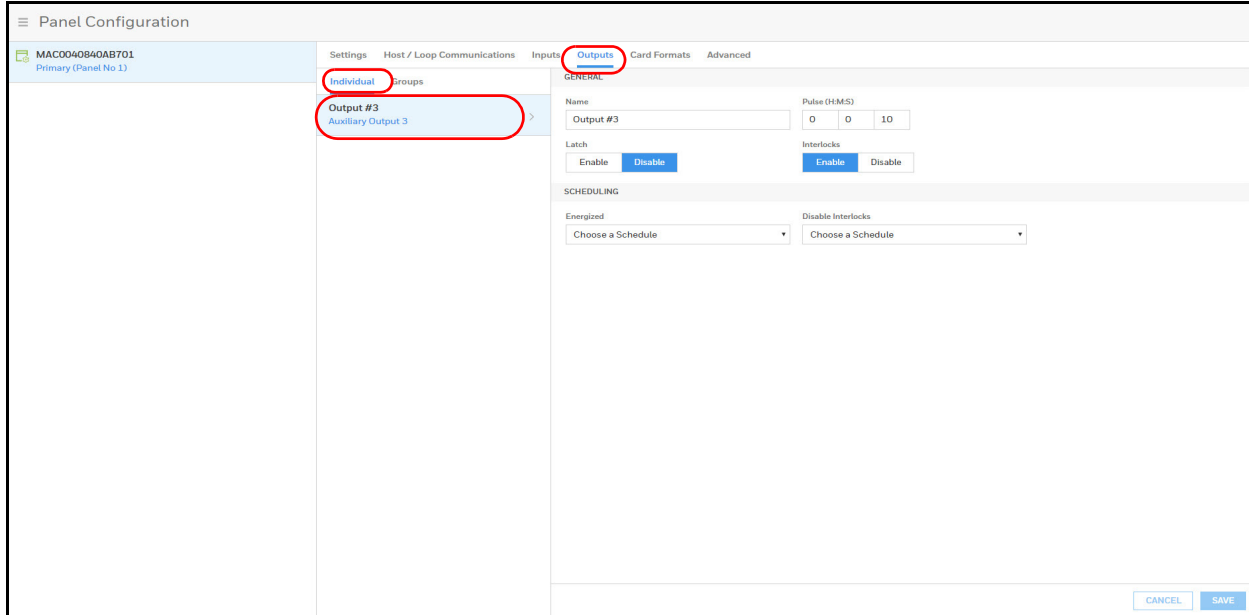 Panel Configuration
MAC0040840AB701
Primary (Panel No 1)
Settings Host / Loop Communications Inputs Outputs Card Formats Advanced
Individual Groups
Output #3
Auxiliary Output 3
GENERAL
Name Pulse (H:M:S)
Output #3 0 0 10
Latch Interlocks
Enable Disable Enable Disable
SCHEDULING
Energized Disable Interlocks
Choose a Schedule Choose a Schedule
CANCEL SAVE